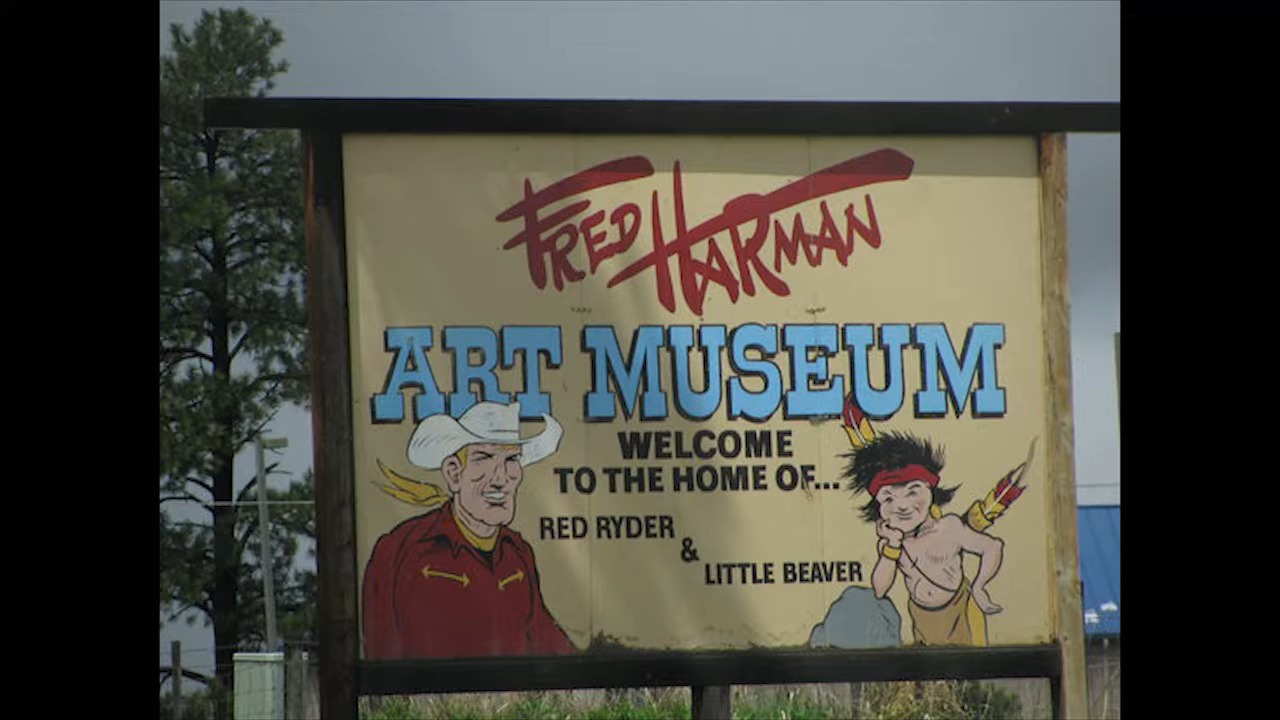 FRED HARMAN
ART MUSEUM
WELCOME
TO THE HOME OF...
RED RYDER
&
LITTLE BEAVER